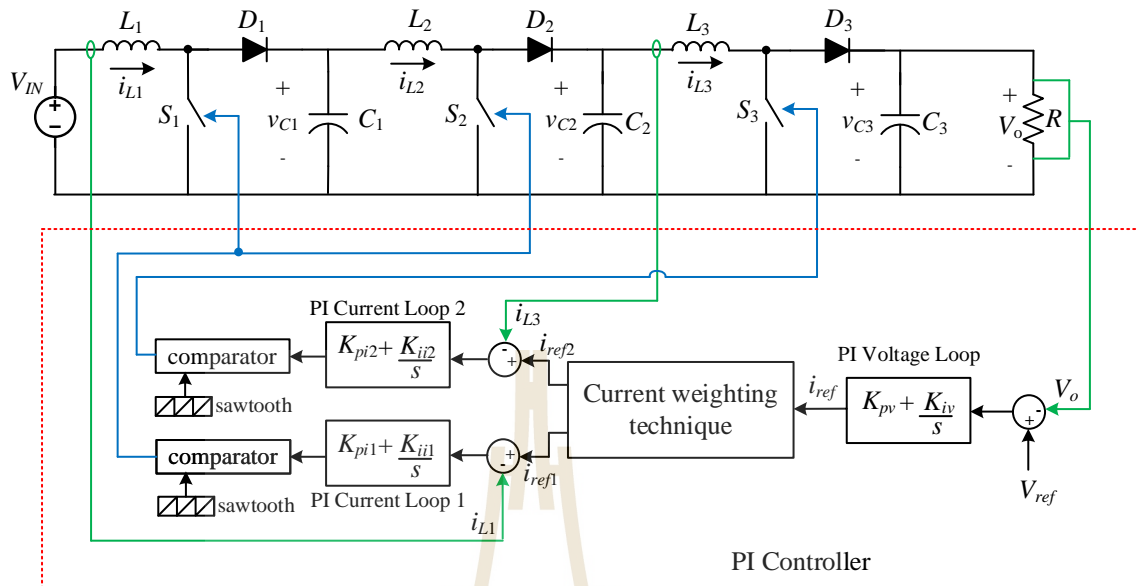 L1 D1 L2 D2 L3 D3
VIN iL1 S1 + vC1 - C1 iL2 S2 + vC2 - C2 iL3 S3 + vC3 - C3 + Vo - R
PI Current Loop 2
iL3
comparator
Kpi2 + Kii2/s
- +
iref2
sawtooth
Current weighting
technique
iref
PI Voltage Loop
Kpv + Kiv/s
Vo
- +
Vref
comparator
Kpi1 + Kii1/s
+ -
iref1
sawtooth
PI Current Loop 1
iL1
PI Controller